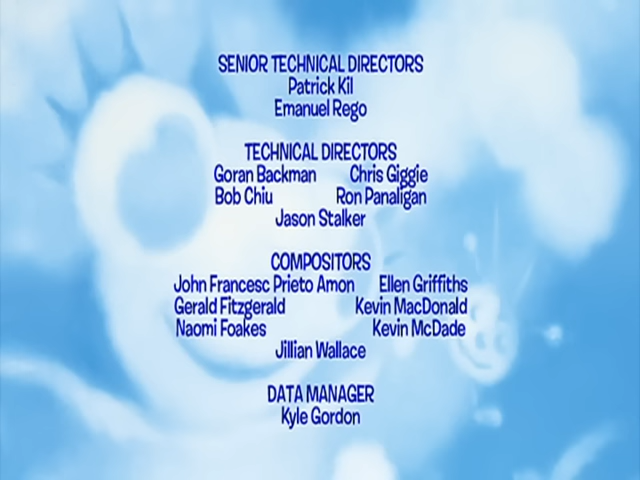 SENIOR TECHNICAL DIRECTORS
Patrick Kil
Emanuel Rego
TECHNICAL DIRECTORS
Goran Backman Chris Giggie
Bob Chiu Ron Panaligan
Jason Stalker
COMPOSITORS
John Francesc Prieto Amon Ellen Griffiths
Gerald Fitzgerald Kevin MacDonald
Naomi Foakes Kevin McDade
Jillian Wallace
DATA MANAGER
Kyle Gordon